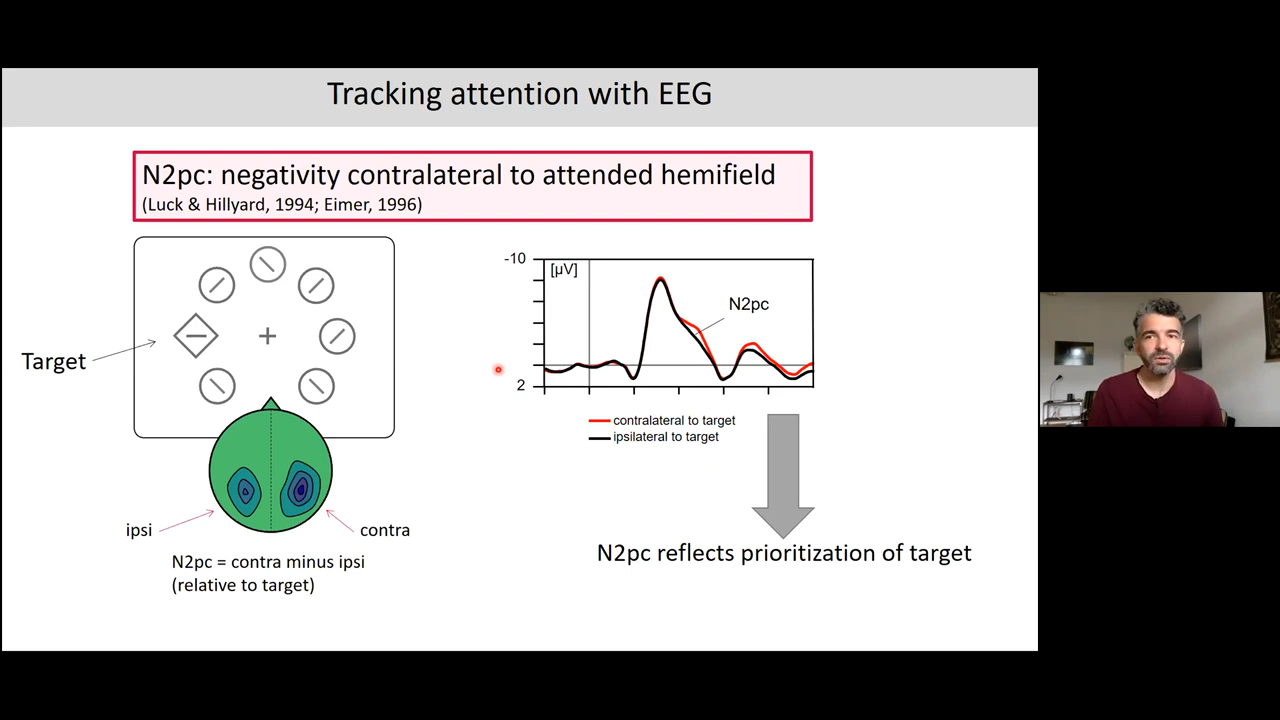 Tracking attention with EEG
N2pc: negativity contralateral to attended hemifield
(Luck & Hillyard, 1994; Eimer, 1996)
Target
-10
[µV]
N2pc
2
contralateral to target
ipsilateral to target
ipsi
contra
N2pc = contra minus ipsi
(relative to target)
N2pc reflects prioritization of target